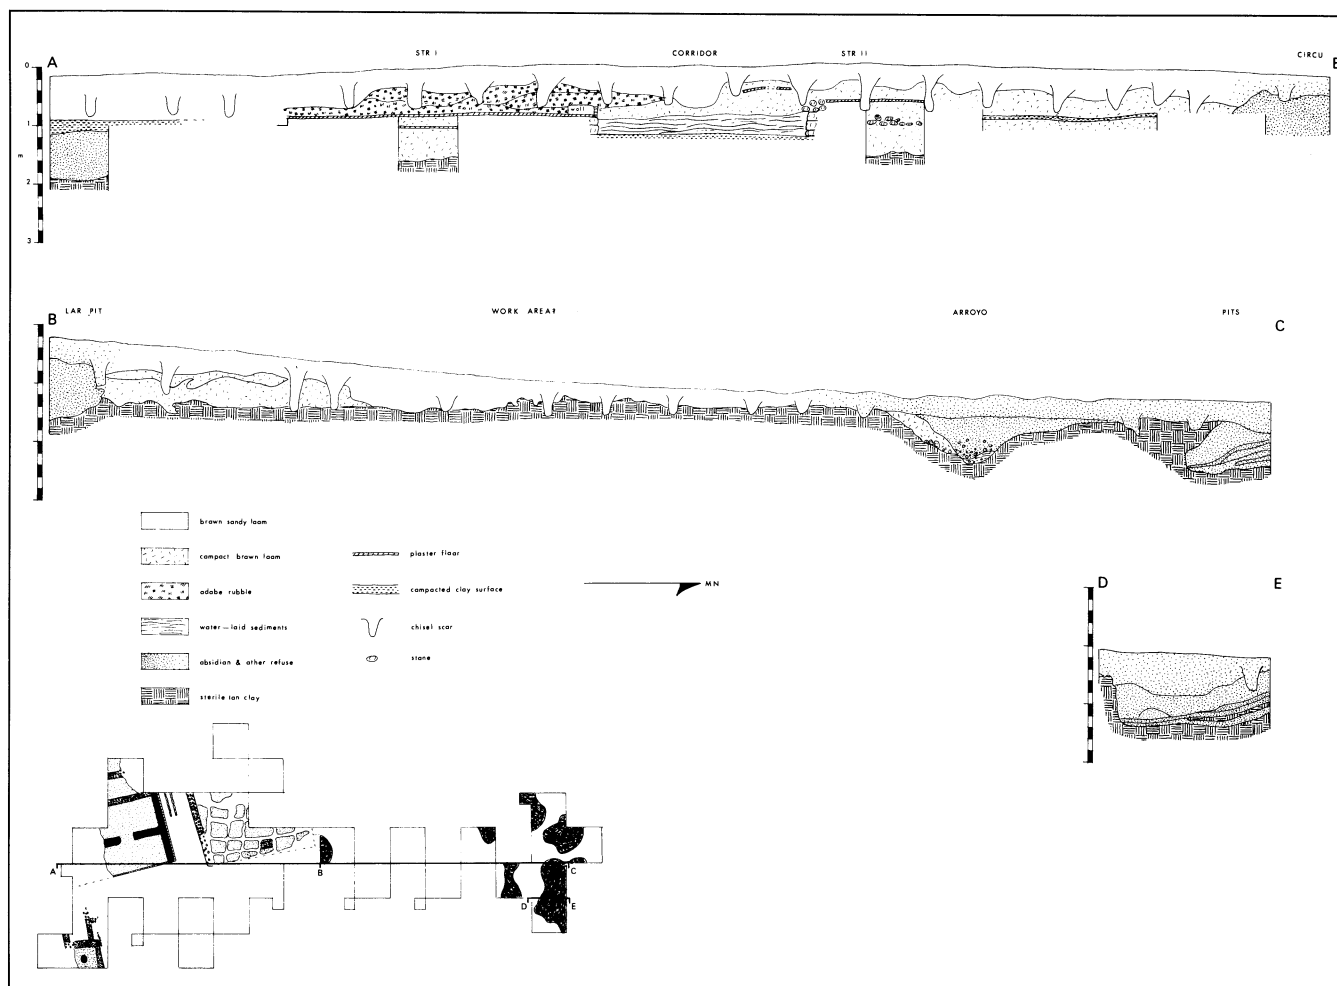 STR I CORRIDOR STR II CIRCU
A B
0
1
m
2
3
LAR PIT WORK AREA? ARROYO PITS
B C
wall
brown sandy loam
compact brown loam
adobe rubble
water—laid sediments
obsidian & other refuse
sterile tan clay
plaster floor
compacted clay surface
chisel scar
stone
MN
D E
A B C
D E